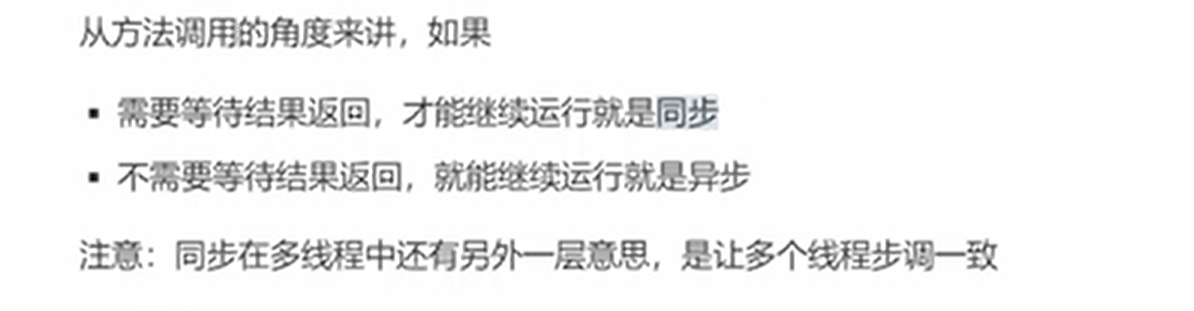 从方法调用的角度来讲，如果
▪ 需要等待结果返回，才能继续运行就是同步
▪ 不需要等待结果返回，就能继续运行就是异步
注意：同步在多线程中还有另外一层意思，是让多个线程步调一致